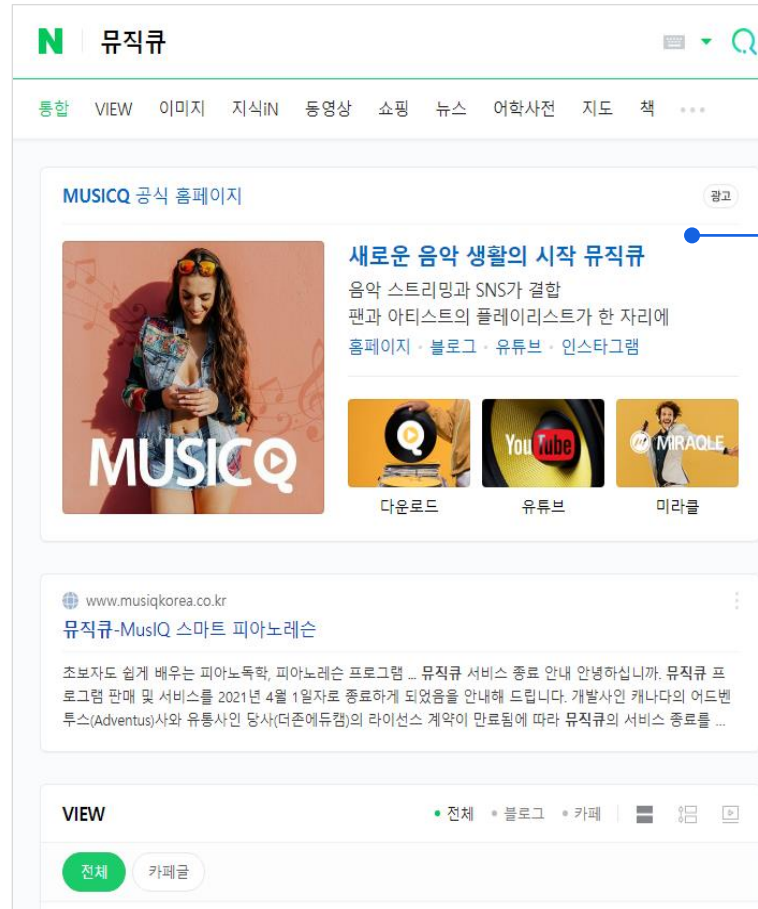 N 뮤직큐
통합 VIEW 이미지 지식iN 동영상 쇼핑 뉴스 어학사전 지도 책
MUSICQ 공식 홈페이지 광고
새로운 음악 생활의 시작 뮤직큐
음악 스트리밍과 SNS가 결합
팬과 아티스트의 플레이리스트가 한 자리에
홈페이지 · 블로그 · 유튜브 · 인스타그램
MUSICQ
Q
YouTube
MIRAQLE
다운로드 유튜브 미라클
www.musiqkorea.co.kr
뮤직큐-MusIQ 스마트 피아노레슨
초보자도 쉽게 배우는 피아노독학, 피아노레슨 프로그램 ... 뮤직큐 서비스 종료 안내 안녕하십니까. 뮤직큐 프
로그램 판매 및 서비스를 2021년 4월 1일자로 종료하게 되었음을 안내해 드립니다. 개발사인 캐나다의 어드벤
투스(Adventus)사와 유통사인 당사(더존에듀캠)의 라이선스 계약이 만료됨에 따라 뮤직큐의 서비스 종료를 ...
VIEW 전체 블로그 카페
전체 카페글